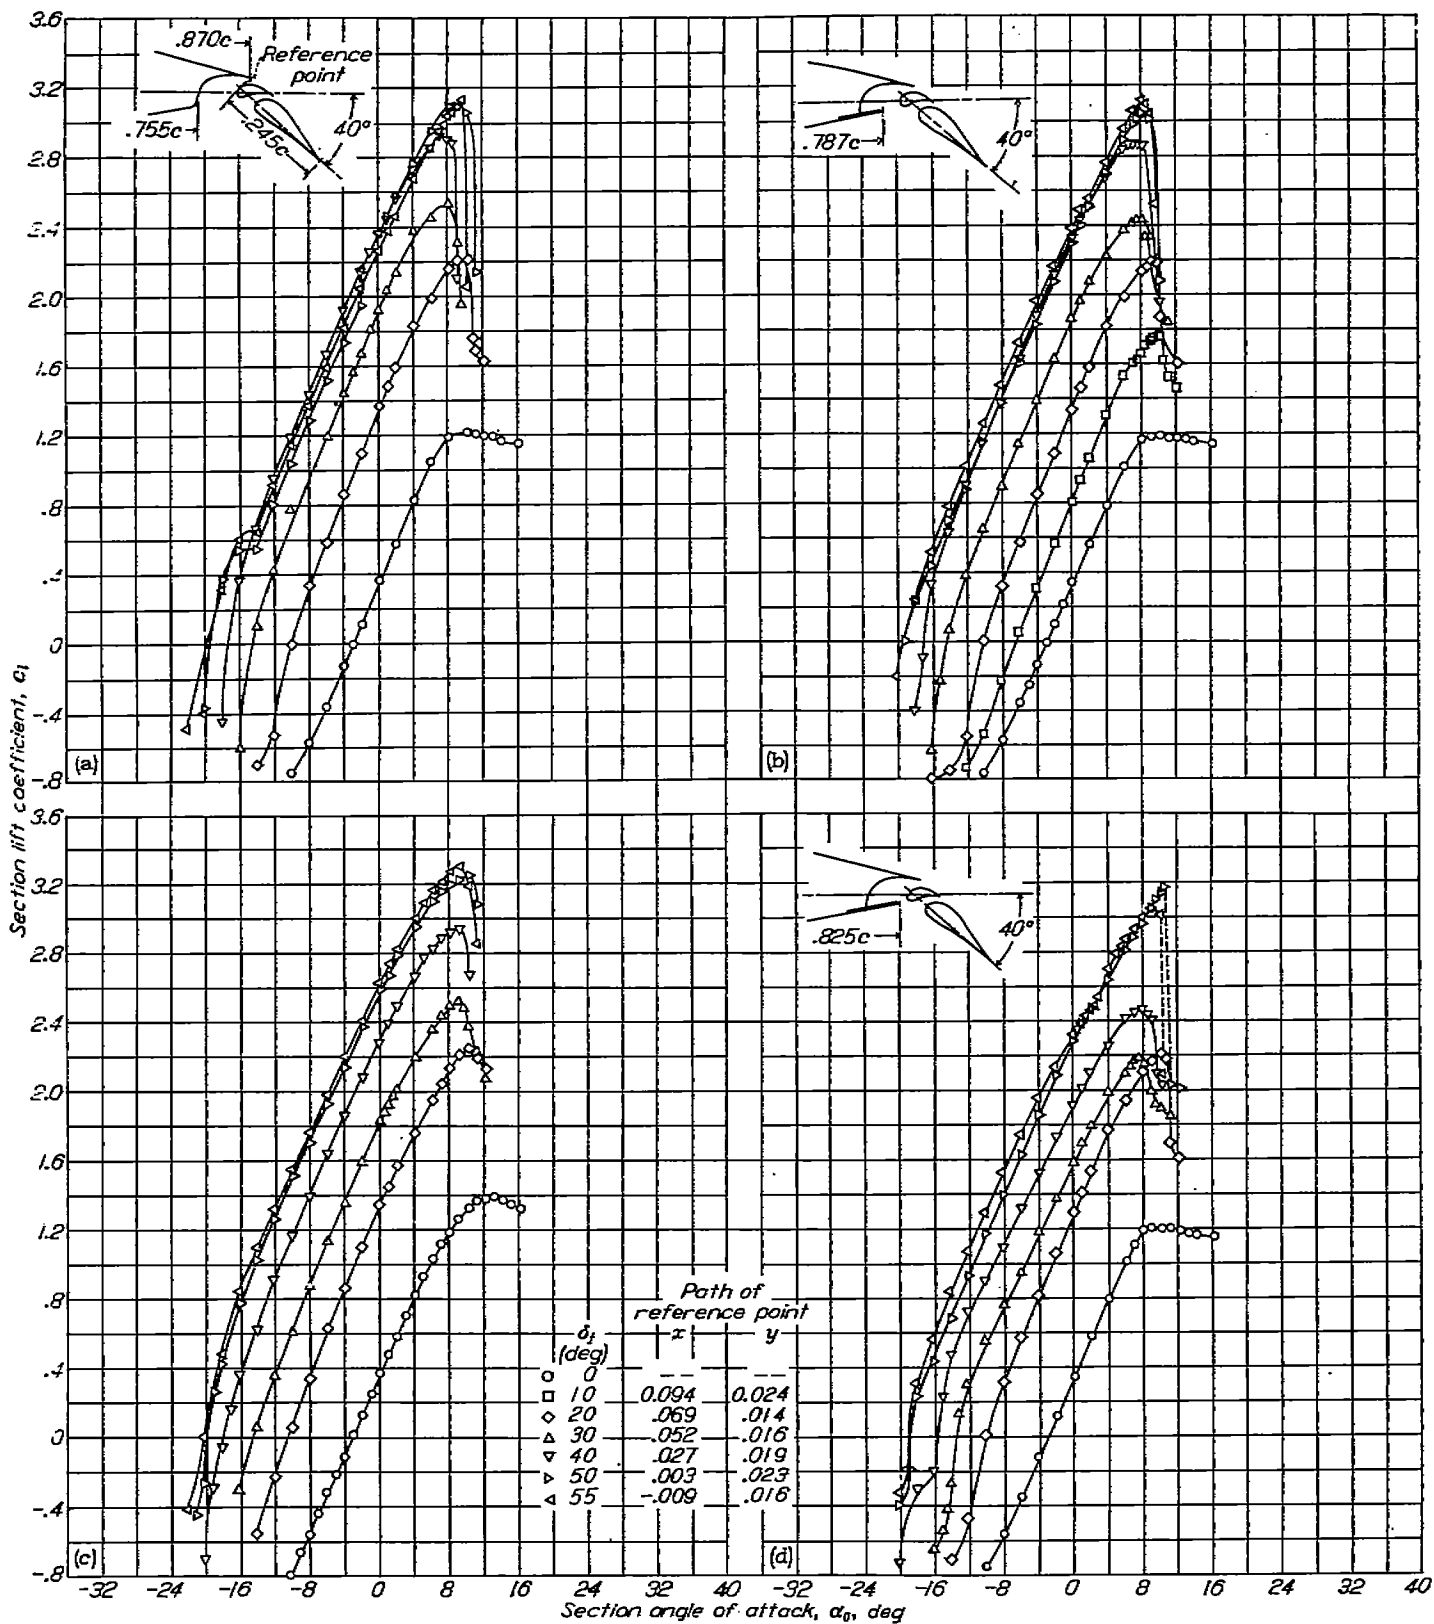 3.6
3.2
2.8
2.4
2.0
1.6
1.2
.8
.4
0
-.4
-.8
.870c
Reference point
.755c
.245c
40°
(a)
.787c
40°
(b)
Section lift coefficient, c_l
3.6
3.2
2.8
2.4
2.0
1.6
1.2
.8
.4
0
-.4
-.8
(c)
.825c
40°
(d)
Path of
reference point
δf (deg) x y
0 -- --
10 0.094 0.024
20 .069 .014
30 .052 .016
40 .027 .019
50 .003 .023
55 -.009 .016
-32 -24 -16 -8 0 8 16 -32 -24 -16 -8 0 8 16 24 32 40
Section angle of attack, α₀, deg